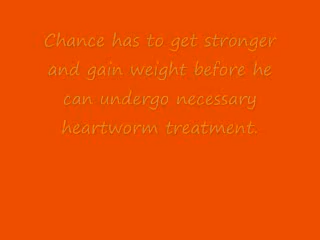 Chance has to get stronger
and gain weight before he
can undergo necessary
heartworm treatment.